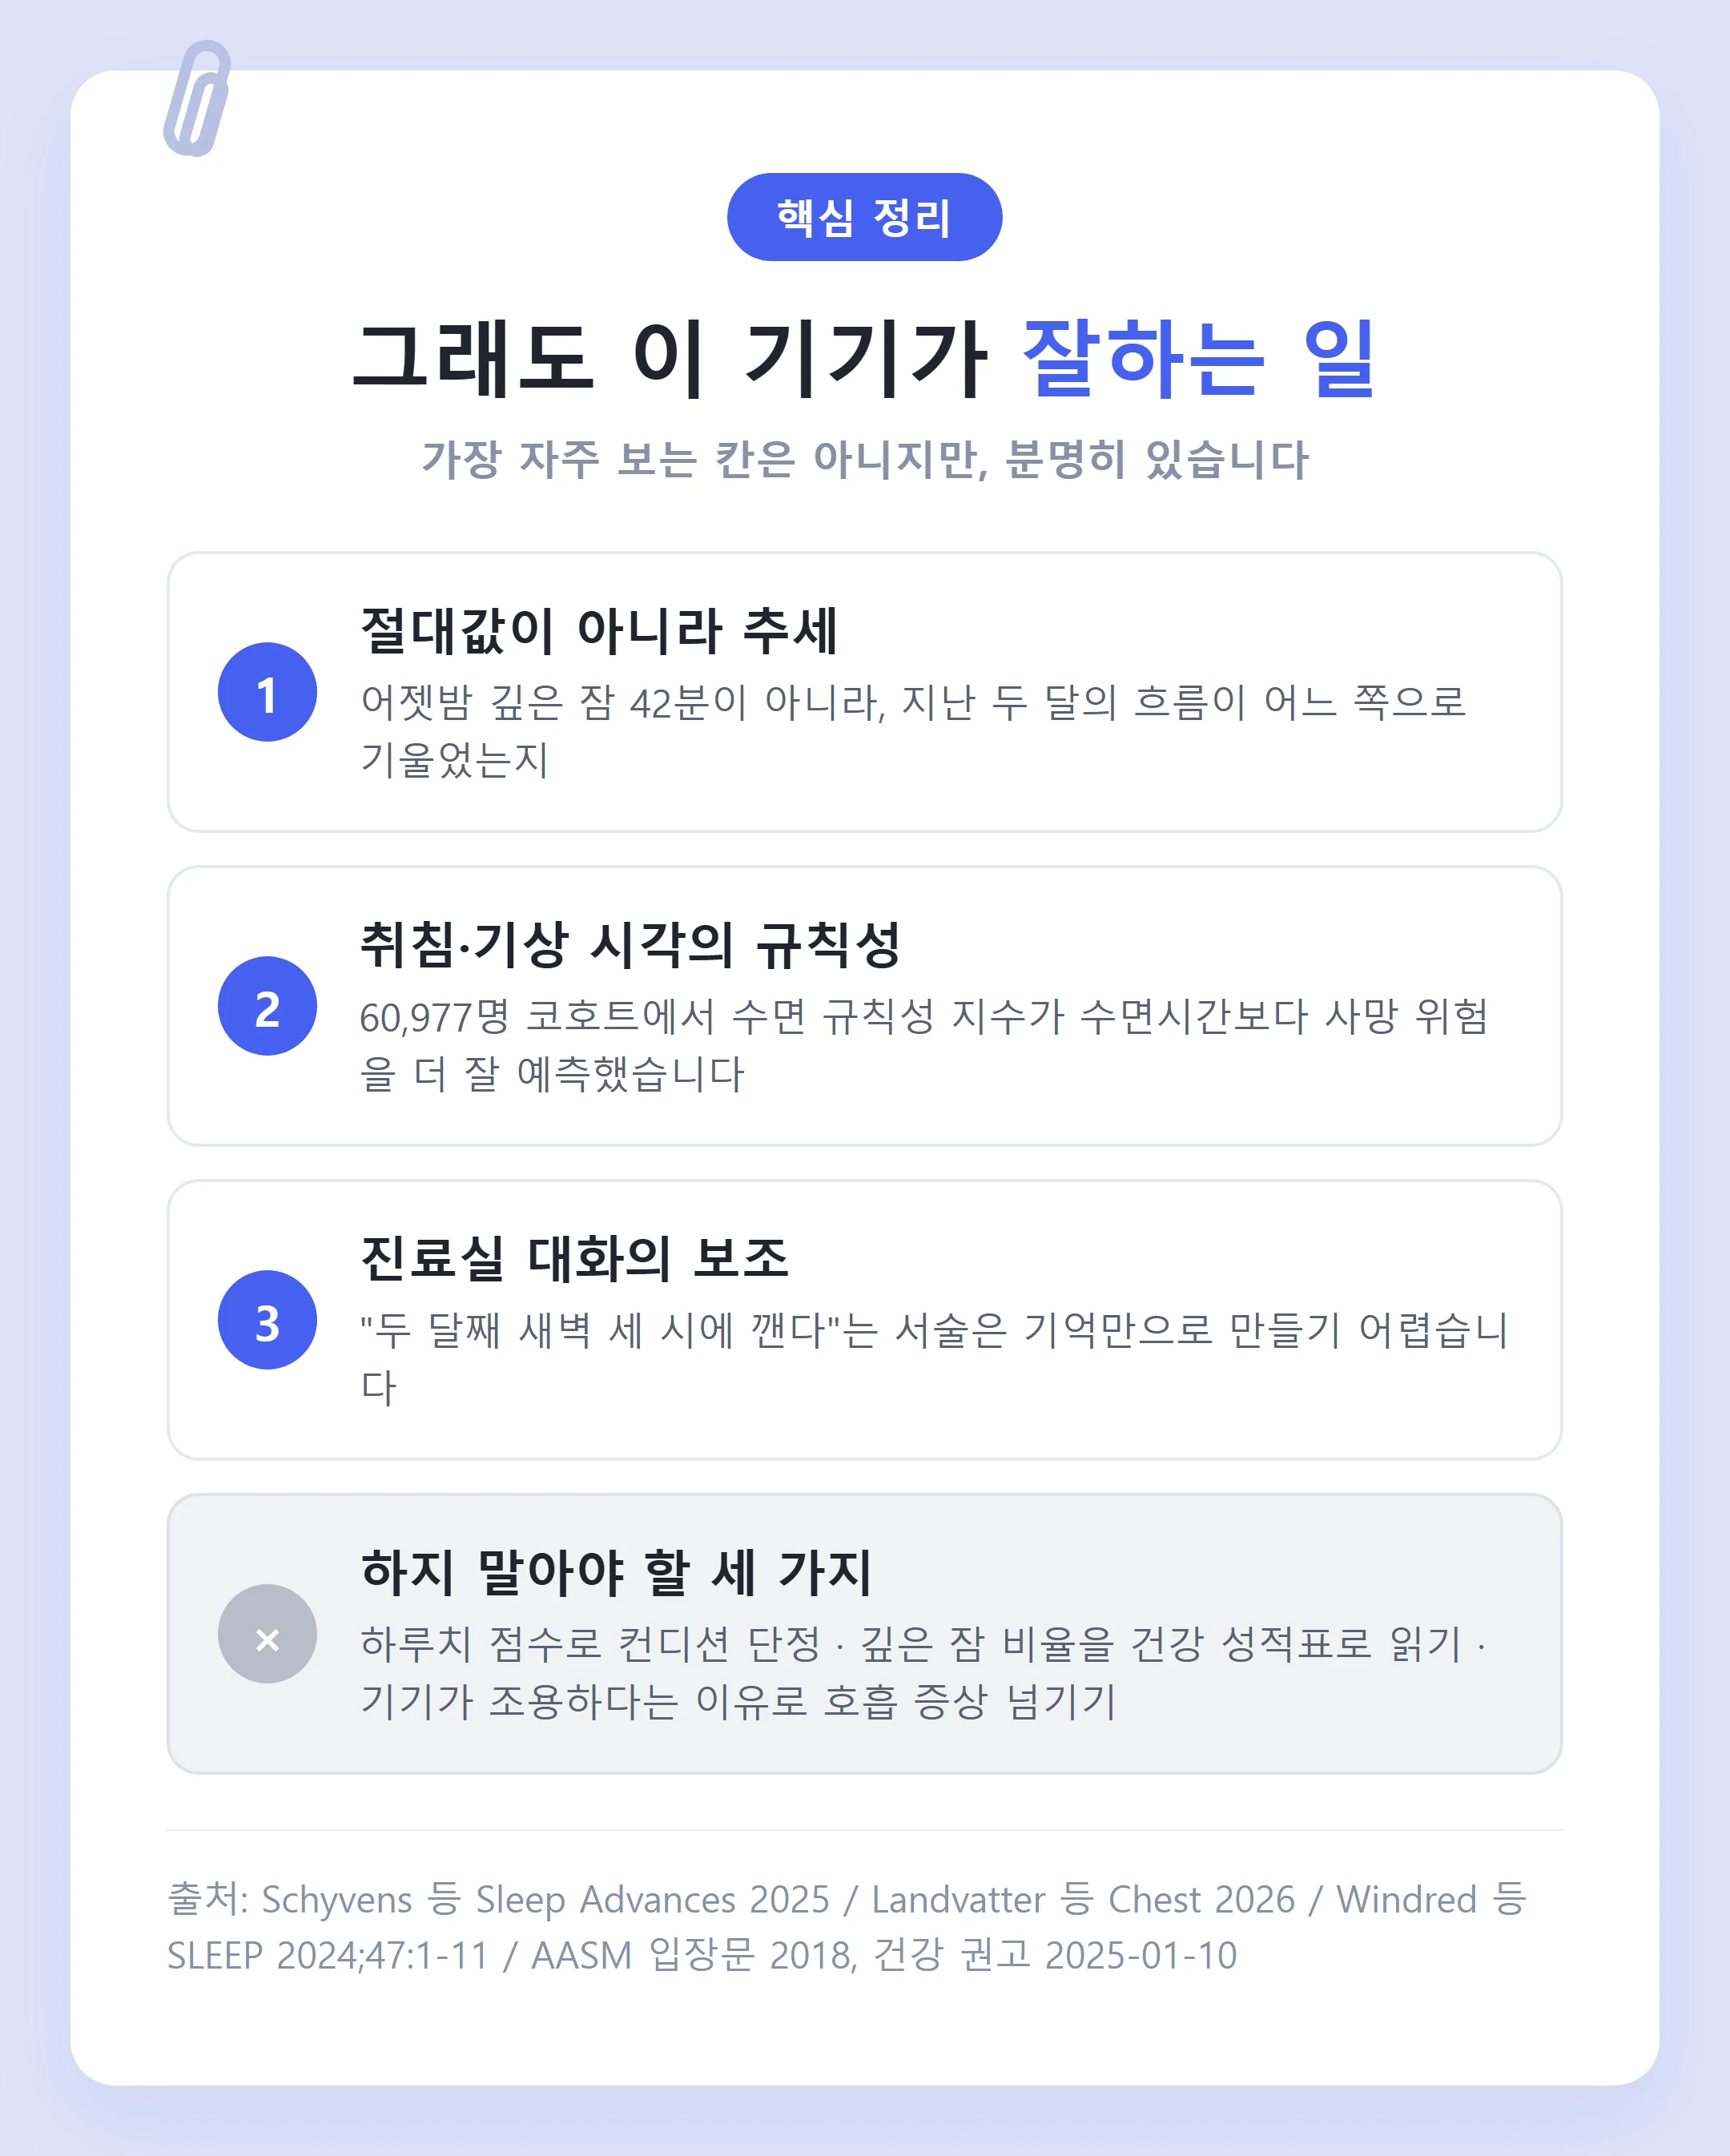 핵심 정리
그래도 이 기기가 잘하는 일
가장 자주 보는 칸은 아니지만, 분명히 있습니다
절대값이 아니라 추세
1
어젯밤 깊은 잠 42분이 아니라, 지난 두 달의 흐름이 어느 쪽으로
기울었는지
취침·기상 시각의 규칙성
2
60,977명 코호트에서 수면 규칙성 지수가 수면시간보다 사망 위험
을 더 잘 예측했습니다
진료실 대화의 보조
3
"두 달째 새벽 세 시에 깬다"는 서술은 기억만으로 만들기 어렵습니
다
하지 말아야 할 세 가지
×
하루치 점수로 컨디션 단정 · 깊은 잠 비율을 건강 성적표로 읽기 ·
기기가 조용하다는 이유로 호흡 증상 넘기기
출처: Schyvens 등 Sleep Advances 2025 / Landvatter 등 Chest 2026 / Windred 등
SLEEP 2024;47:1-11 / AASM 입장문 2018, 건강 권고 2025-01-10